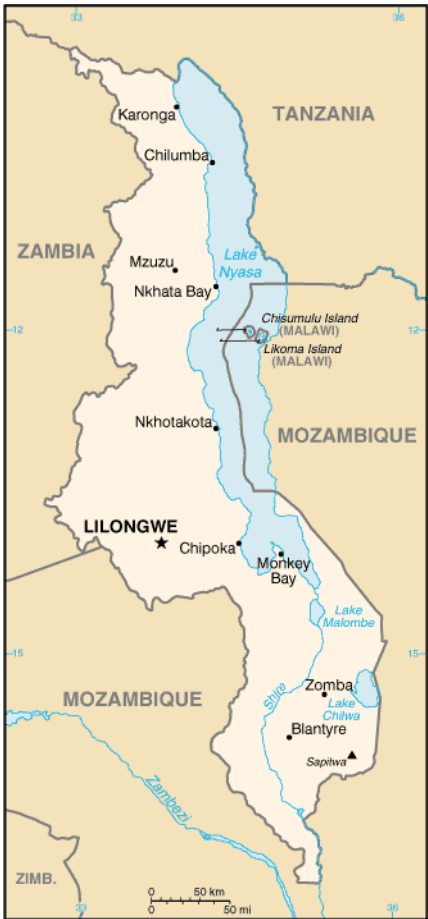 33
36
TANZANIA
Karonga
Chilumba
ZAMBIA
Mzuzu
Lake
Nyasa
Nkhata Bay
Chisumulu Island
(MALAWI)
12
12
Likoma Island
(MALAWI)
Nkhotakota
MOZAMBIQUE
LILONGWE
Chipoka
Monkey
Bay
Lake
Malombe
15
15
MOZAMBIQUE
Shire
Zomba
Lake
Chilwa
Blantyre
Sapitwa
Zambezi
ZIMB.
33
0 50 km
0 50 mi
36